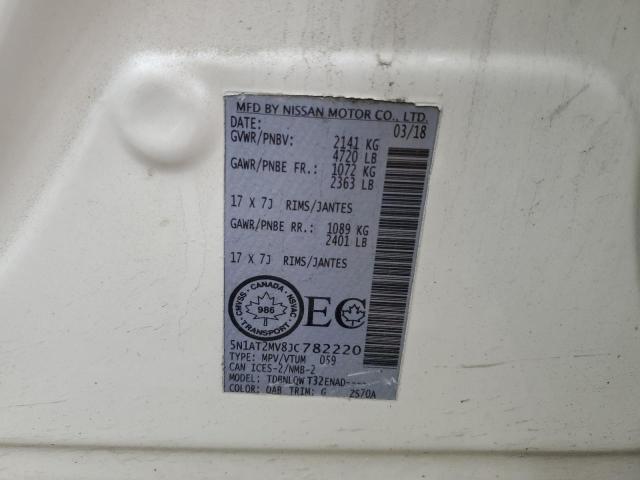 MFD BY NISSAN MOTOR CO., LTD.
DATE: 03/18
GVWR/PNBV: 2141 KG
4720 LB
GAWR/PNBE FR.: 1072 KG
2363 LB
17 X 7J RIMS/JANTES
GAWR/PNBE RR.: 1089 KG
2401 LB
17 X 7J RIMS/JANTES
CMVSS - CANADA - NSVAC
986
TRANSPORT
EC
5N1AT2MV8JC782220
TYPE: MPV/VTUM 059
CAN ICES-2/NMB-2
MODEL: TDBNLQWT32ENAD----
COLOR: QAB TRIM: G 2S70A